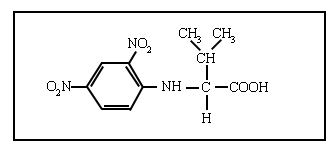 CH₃ CH₃
NO₂
CH
O₂N NH C COOH
H